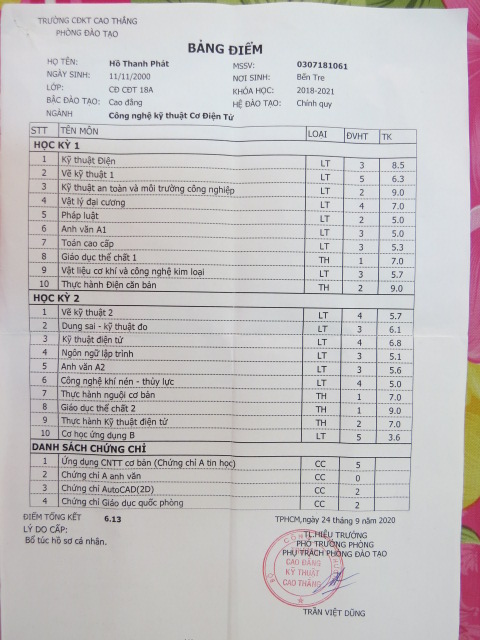 TRƯỜNG CĐKT CAO THẮNG
PHÒNG ĐÀO TẠO
BẢNG ĐIỂM
HỌ TÊN: Hồ Thanh Phát MSSV: 0307181061
NGÀY SINH: 11/11/2000 NƠI SINH: Bến Tre
LỚP: CĐ CĐT 18A KHÓA HỌC: 2018-2021
BẬC ĐÀO TẠO: Cao đẳng HỆ ĐÀO TẠO: Chính quy
NGÀNH Công nghệ kỹ thuật Cơ Điện Tử
STT TÊN MÔN LOẠI ĐVHT TK
HỌC KỲ 1
1 Kỹ thuật Điện LT 3 8.5
2 Vẽ kỹ thuật 1 LT 5 6.3
3 Kỹ thuật an toàn và môi trường công nghiệp LT 2 9.0
4 Vật lý đại cương LT 4 7.0
5 Pháp luật LT 2 5.0
6 Anh văn A1 LT 3 5.0
7 Toán cao cấp LT 3 5.3
8 Giáo dục thể chất 1 TH 1 7.0
9 Vật liệu cơ khí và công nghệ kim loại LT 3 5.7
10 Thực hành Điện căn bản TH 2 9.0
HỌC KỲ 2
1 Vẽ kỹ thuật 2 LT 4 5.7
2 Dung sai - kỹ thuật đo LT 3 6.1
3 Kỹ thuật điện tử LT 4 6.8
4 Ngôn ngữ lập trình LT 3 5.1
5 Anh văn A2 LT 3 5.6
6 Công nghệ khí nén - thủy lực LT 4 5.0
7 Thực hành nguội cơ bản TH 1 7.0
8 Giáo dục thể chất 2 TH 1 9.0
9 Thực hành Kỹ thuật điện tử TH 2 7.0
10 Cơ học ứng dụng B LT 5 3.6
DANH SÁCH CHỨNG CHỈ
1 Ứng dụng CNTT cơ bản (Chứng chỉ A tin học) CC 5
2 Chứng chỉ A anh văn CC 0
3 Chứng chỉ AutoCAD(2D) CC 2
4 Chứng chỉ Giáo dục quốc phòng CC 2
ĐIỂM TỔNG KẾT 6.13 TPHCM,ngày 24 tháng 9 năm 2020
LÝ DO CẤP: TL HIỆU TRƯỞNG
Bổ túc hồ sơ cá nhân. PHÓ TRƯỞNG PHÒNG
PHỤ TRÁCH PHÒNG ĐÀO TẠO
CAO ĐẲNG
KỸ THUẬT
CAO THẮNG
TRẦN VIỆT DŨNG